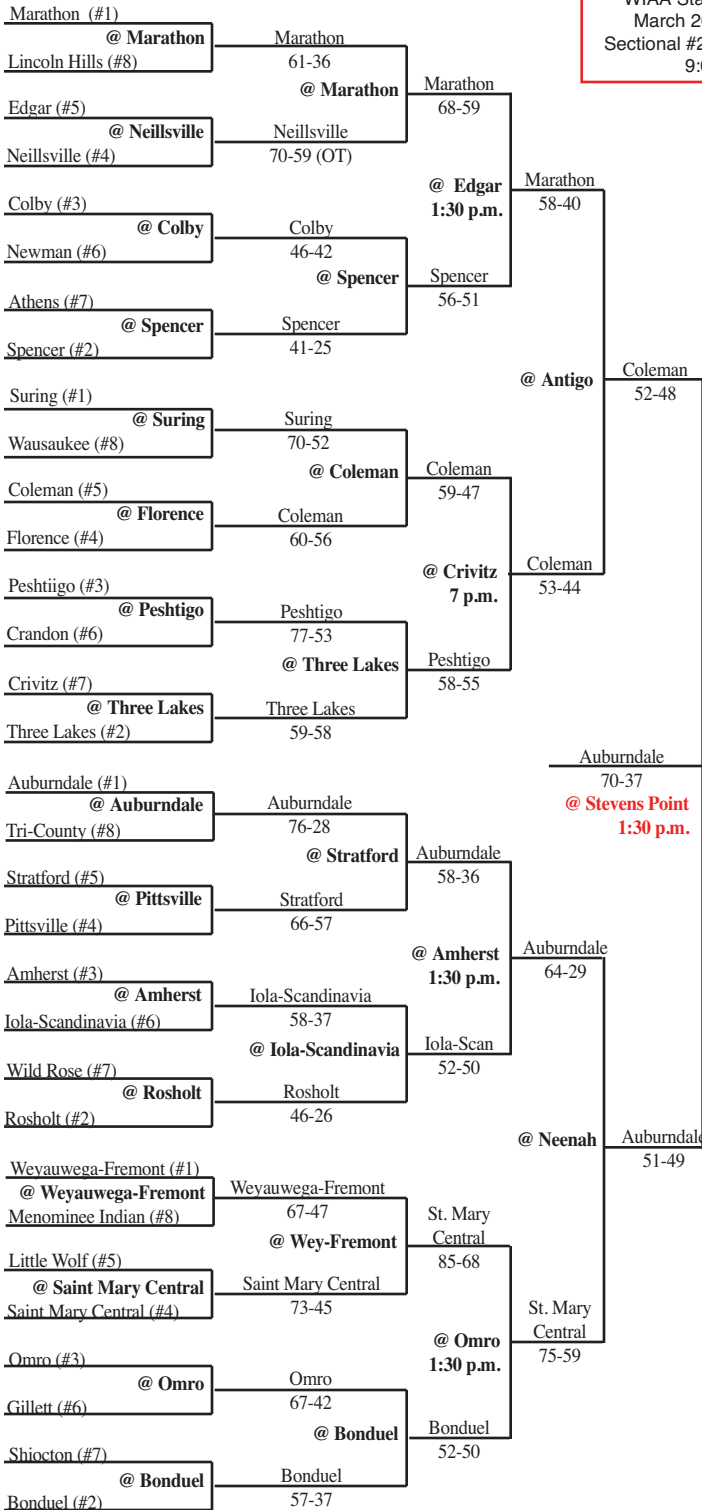 WIAA Sta
March 20
Sectional #2
9:0
Marathon (#1)
@ Marathon
Lincoln Hills (#8)
Marathon
61-36
@ Marathon
Marathon
68-59
Edgar (#5)
@ Neillsville
Neillsville (#4)
Neillsville
70-59 (OT)
@ Edgar
1:30 p.m.
Marathon
58-40
Colby (#3)
@ Colby
Newman (#6)
Colby
46-42
@ Spencer
Spencer
56-51
Athens (#7)
@ Spencer
Spencer (#2)
Spencer
41-25
@ Antigo
Coleman
52-48
Suring (#1)
@ Suring
Wausaukee (#8)
Suring
70-52
@ Coleman
Coleman
59-47
Coleman (#5)
@ Florence
Florence (#4)
Coleman
60-56
@ Crivitz
7 p.m.
Coleman
53-44
Peshtiigo (#3)
@ Peshtigo
Crandon (#6)
Peshtigo
77-53
@ Three Lakes
Peshtigo
58-55
Crivitz (#7)
@ Three Lakes
Three Lakes (#2)
Three Lakes
59-58
Auburndale
70-37
@ Stevens Point
1:30 p.m.
Auburndale (#1)
@ Auburndale
Tri-County (#8)
Auburndale
76-28
@ Stratford
Auburndale
58-36
Stratford (#5)
@ Pittsville
Pittsville (#4)
Stratford
66-57
@ Amherst
1:30 p.m.
Auburndale
64-29
Amherst (#3)
@ Amherst
Iola-Scandinavia (#6)
Iola-Scandinavia
58-37
@ Iola-Scandinavia
Iola-Scan
52-50
Wild Rose (#7)
@ Rosholt
Rosholt (#2)
Rosholt
46-26
@ Neenah
Auburndale
51-49
Weyauwega-Fremont (#1)
@ Weyauwega-Fremont
Menominee Indian (#8)
Weyauwega-Fremont
67-47
@ Wey-Fremont
St. Mary
Central
85-68
Little Wolf (#5)
@ Saint Mary Central
Saint Mary Central (#4)
Saint Mary Central
73-45
@ Omro
1:30 p.m.
St. Mary
Central
75-59
Omro (#3)
@ Omro
Gillett (#6)
Omro
67-42
@ Bonduel
Bonduel
52-50
Shiocton (#7)
@ Bonduel
Bonduel (#2)
Bonduel
57-37